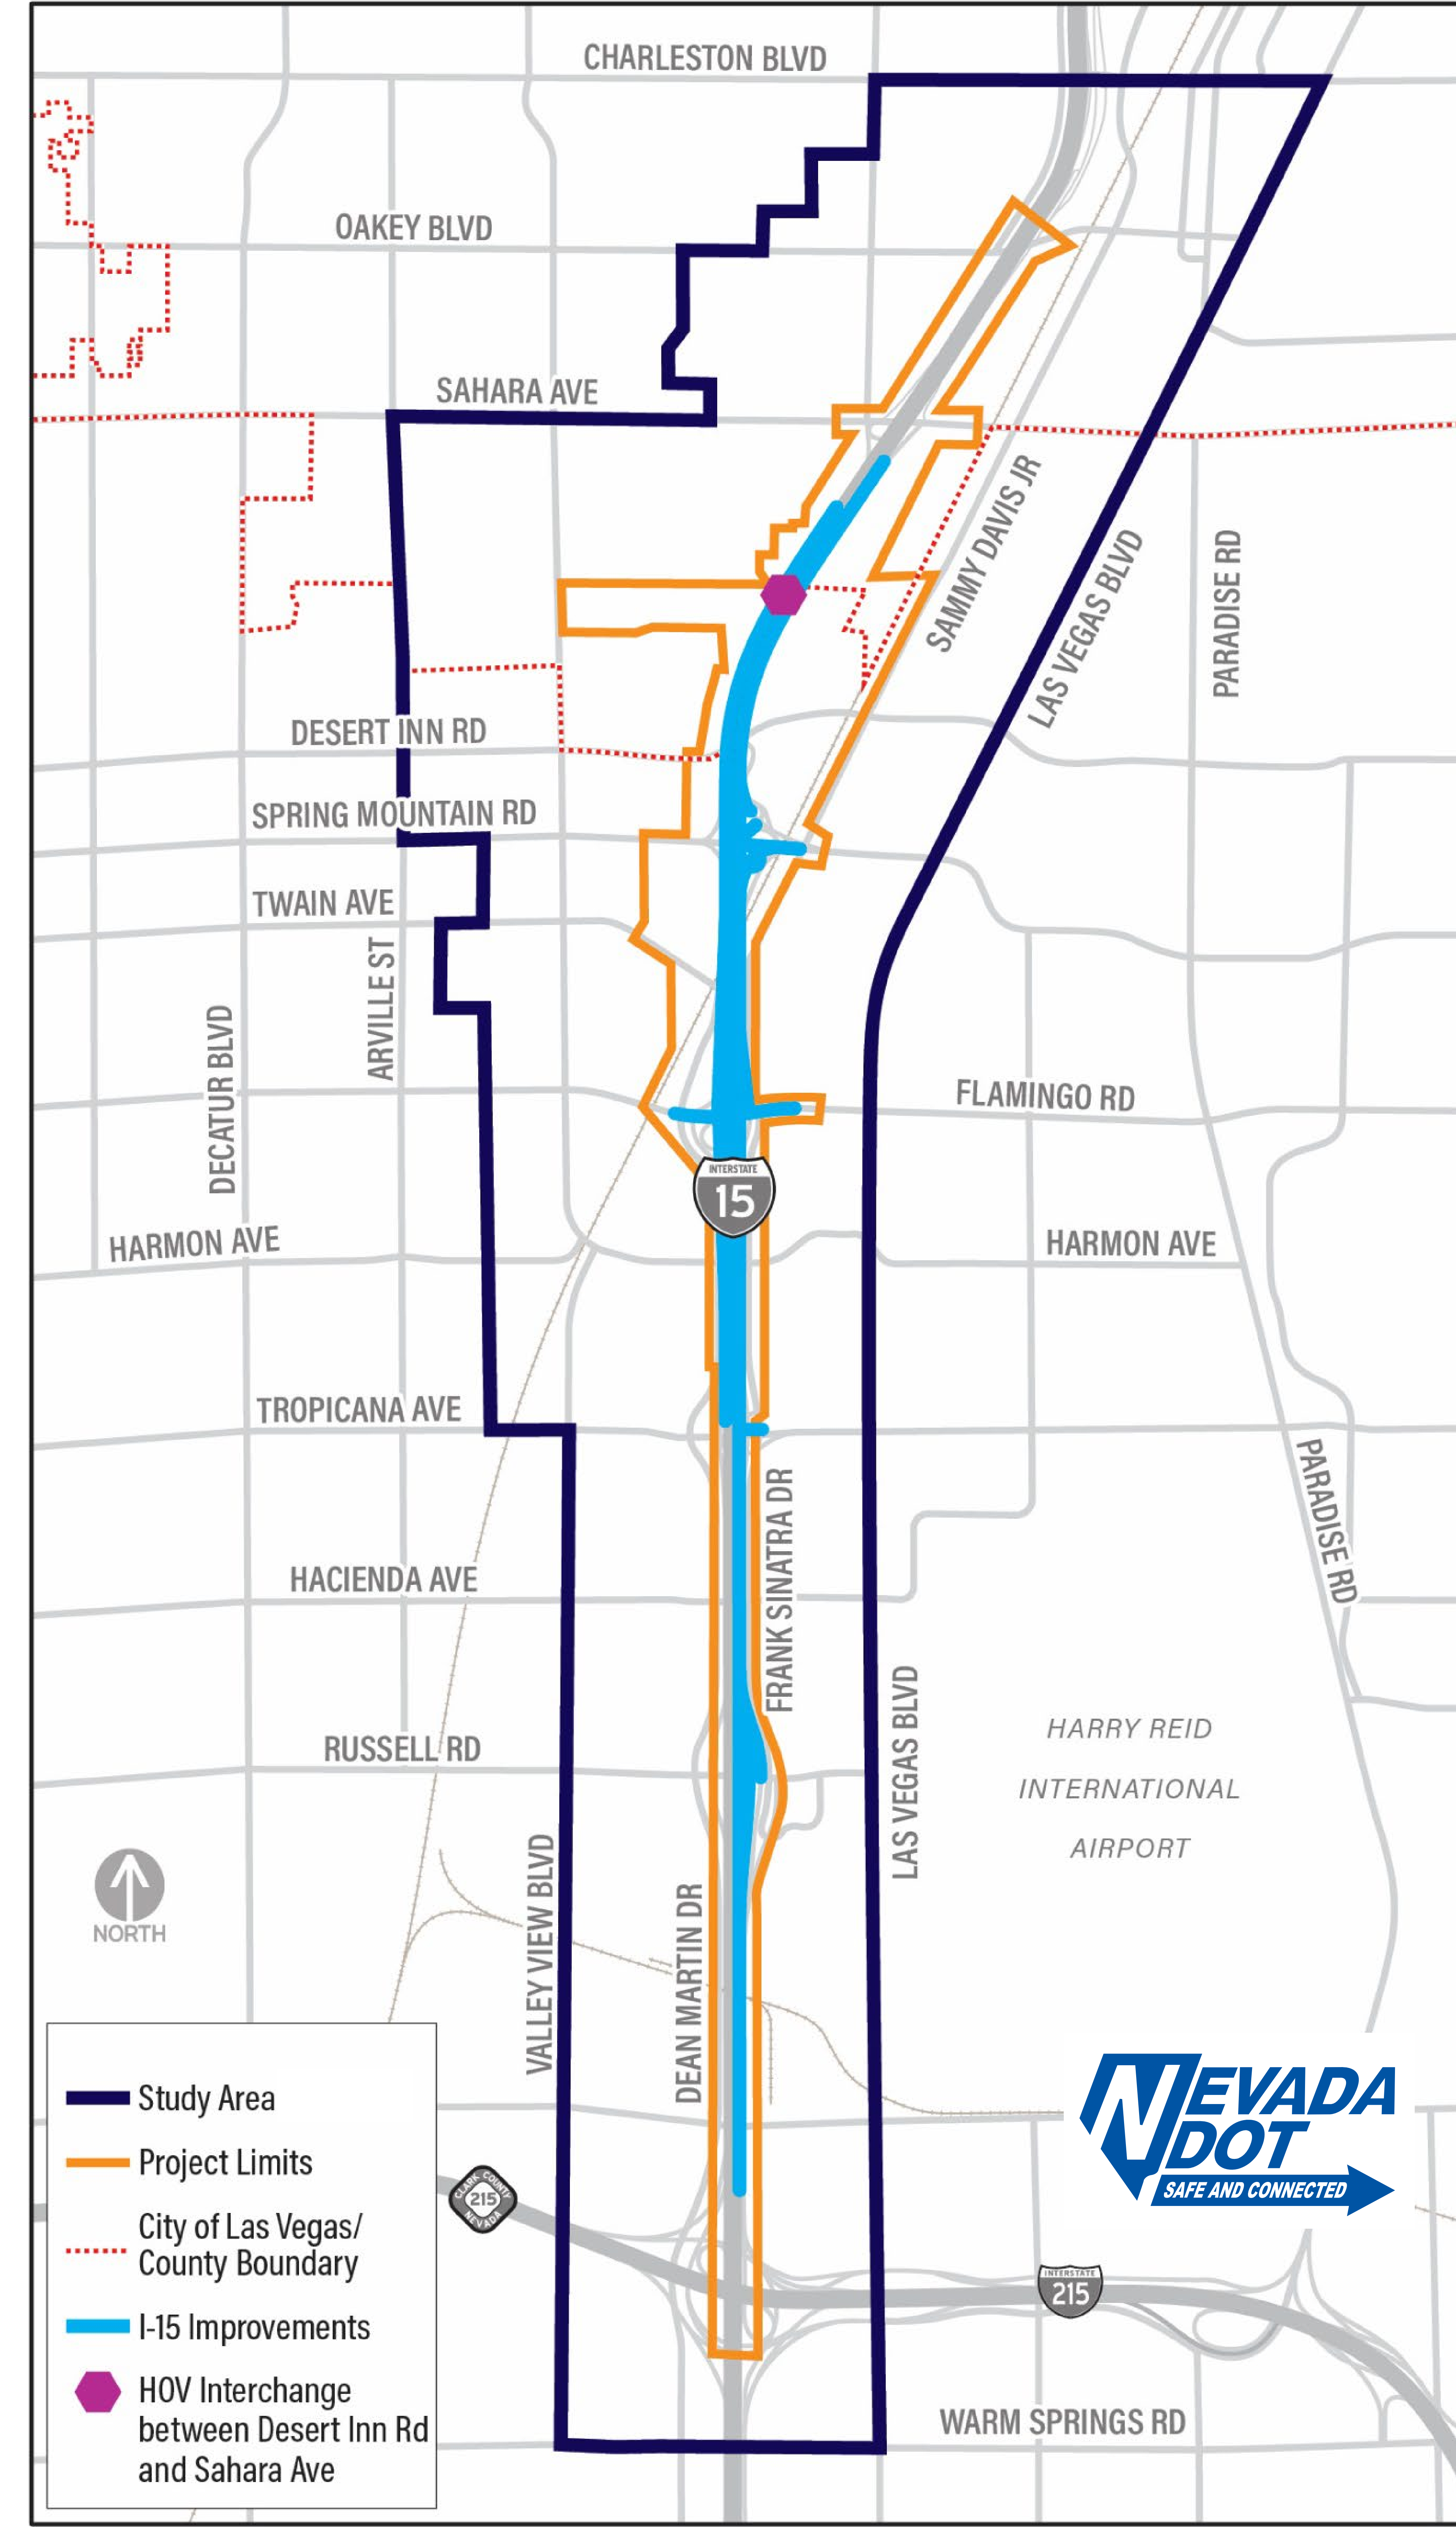 CHARLESTON BLVD
OAKEY BLVD
SAHARA AVE
SAMMY DAVIS JR
LAS VEGAS BLVD
PARADISE RD
DESERT INN RD
SPRING MOUNTAIN RD
TWAIN AVE
ARVILLE ST
DECATUR BLVD
FLAMINGO RD
INTERSTATE
15
HARMON AVE
HARMON AVE
TROPICANA AVE
PARADISE RD
FRANK SINATRA DR
HACIENDA AVE
LAS VEGAS BLVD
HARRY REID
INTERNATIONAL
AIRPORT
RUSSELL RD
VALLEY VIEW BLVD
DEAN MARTIN DR
NORTH
Study Area
Project Limits
City of Las Vegas/
County Boundary
I-15 Improvements
HOV Interchange
between Desert Inn Rd
and Sahara Ave
CLARK COUNTY
215
NEVADA
NEVADA
DOT
SAFE AND CONNECTED
INTERSTATE
215
WARM SPRINGS RD